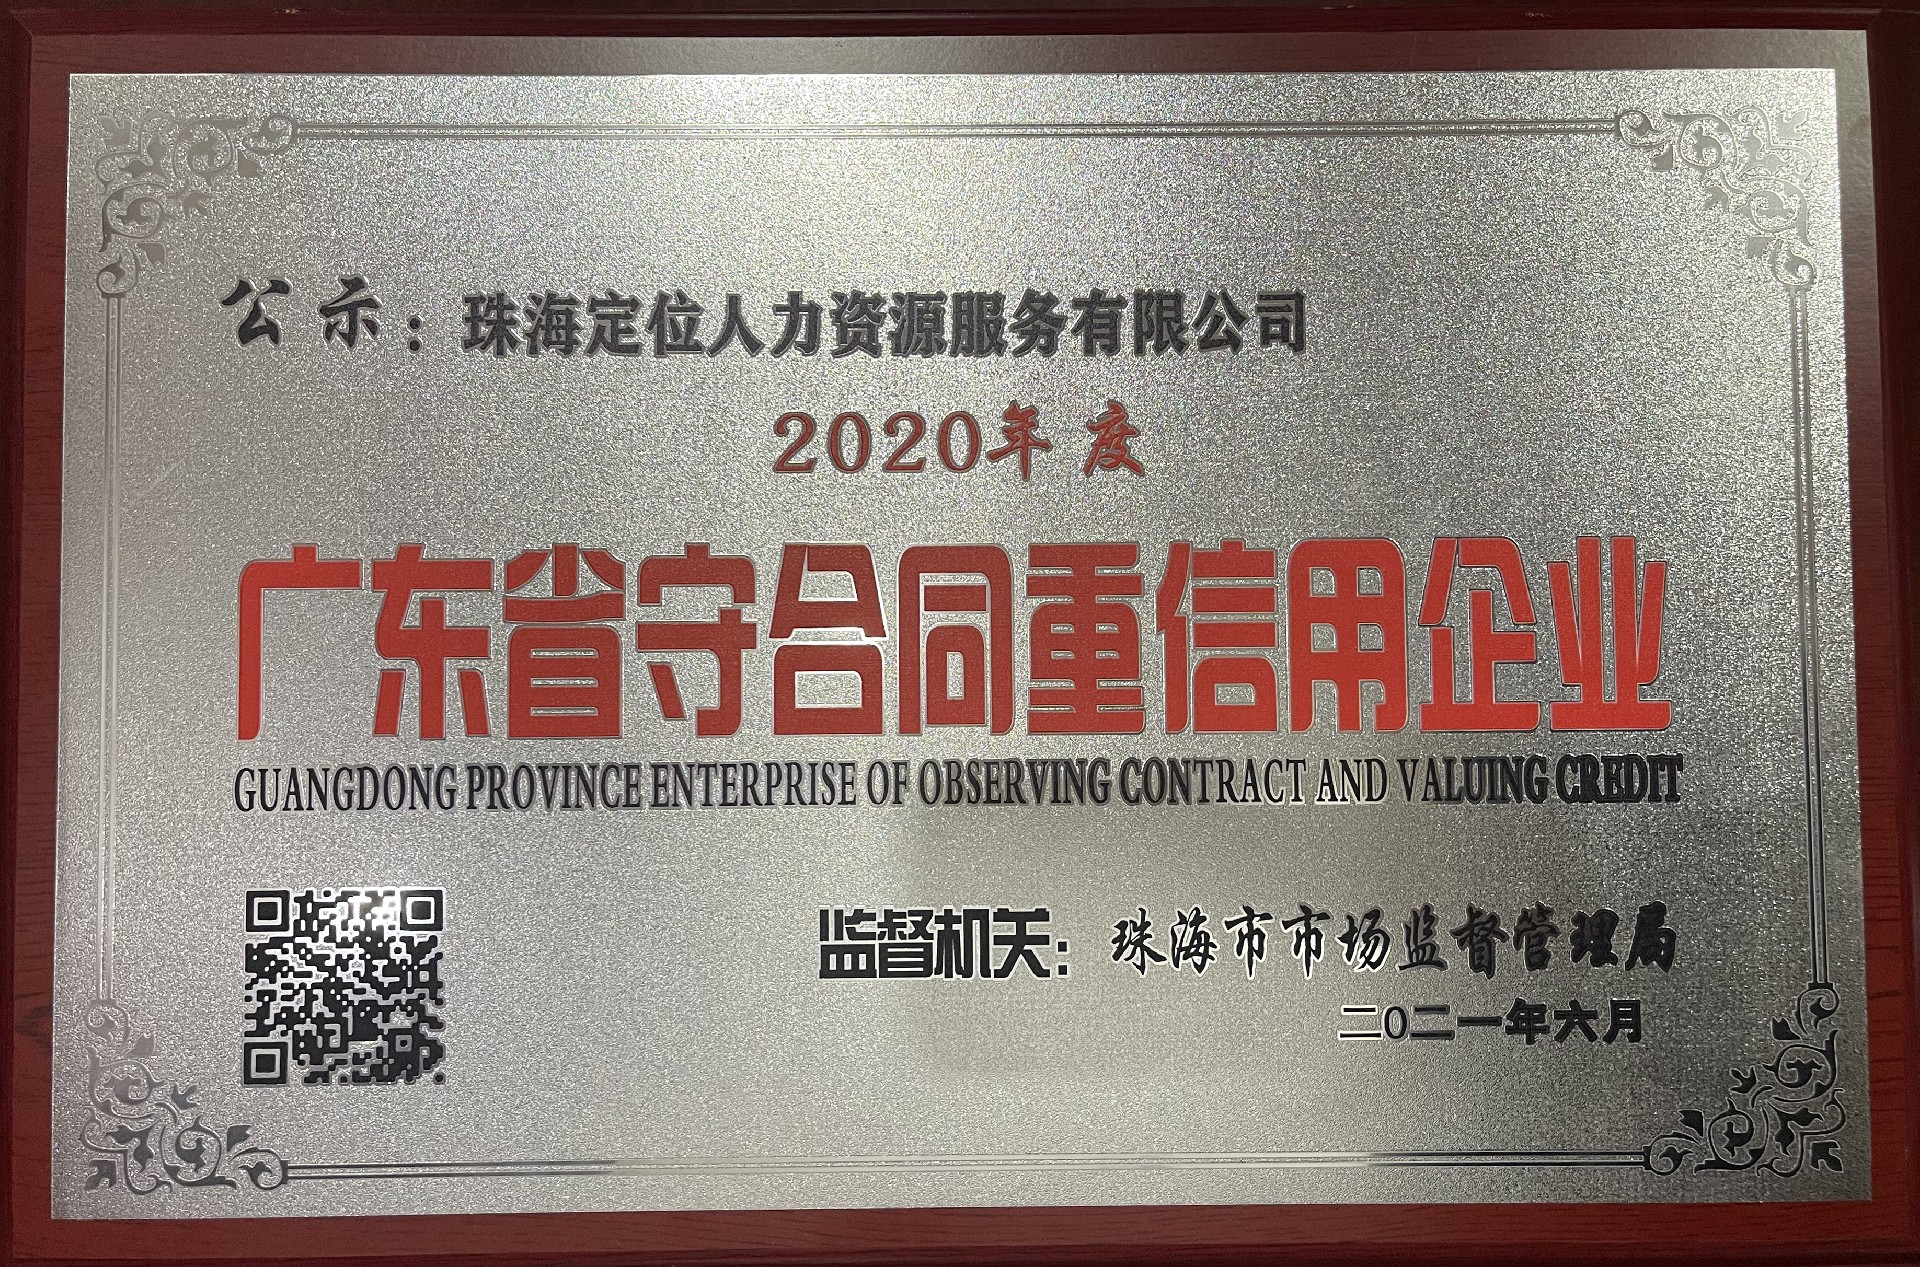 公示：珠海定位人力资源服务有限公司
2020年度
广东省守合同重信用企业
GUANGDONG PROVINCE ENTERPRISE OF OBSERVING CONTRACT AND VALUING CREDIT
监督机关：珠海市市场监督管理局
二0二一年六月